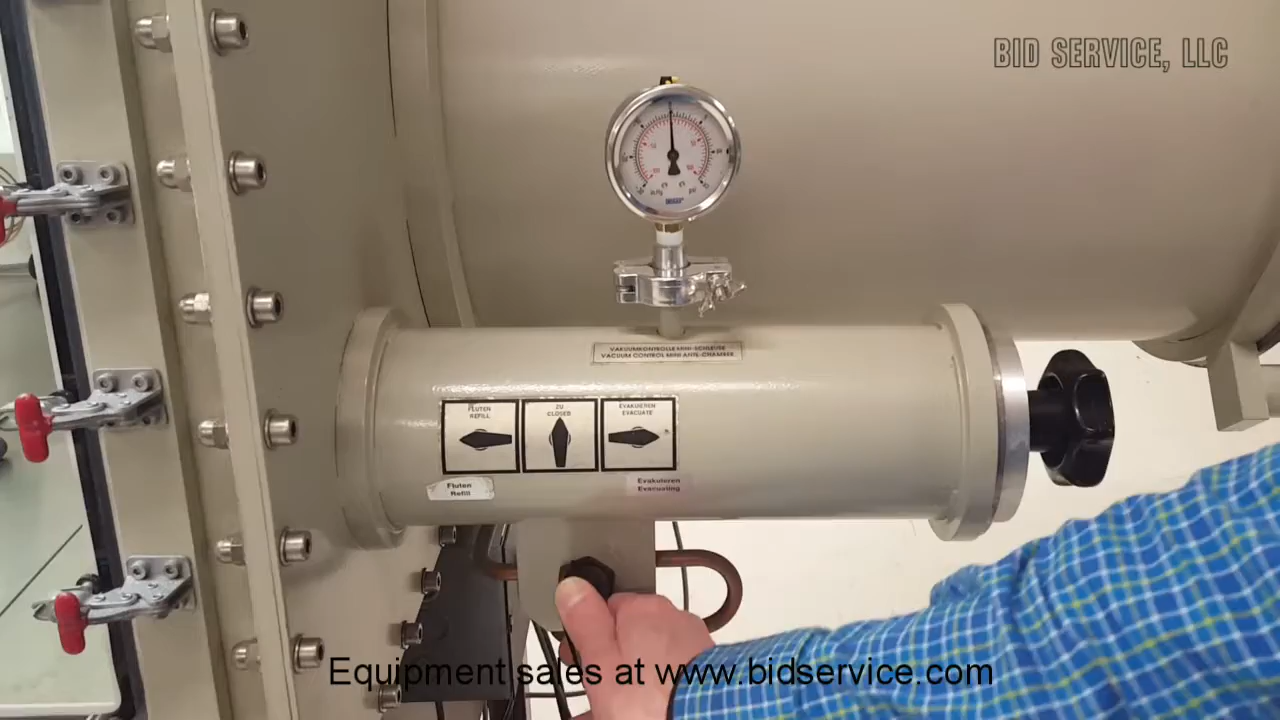 BID SERVICE, LLC
VAKUUMKONTROLLE MINI-SCHLEUSE
VACUUM CONTROL MINI ANTE-CHAMBER
FLUTEN
REFILL
ZU
CLOSED
EVAKUIEREN
EVACUATE
Fluten
Refill
Evakuieren
Evacuating
Equipment sales at www.bidservice.com